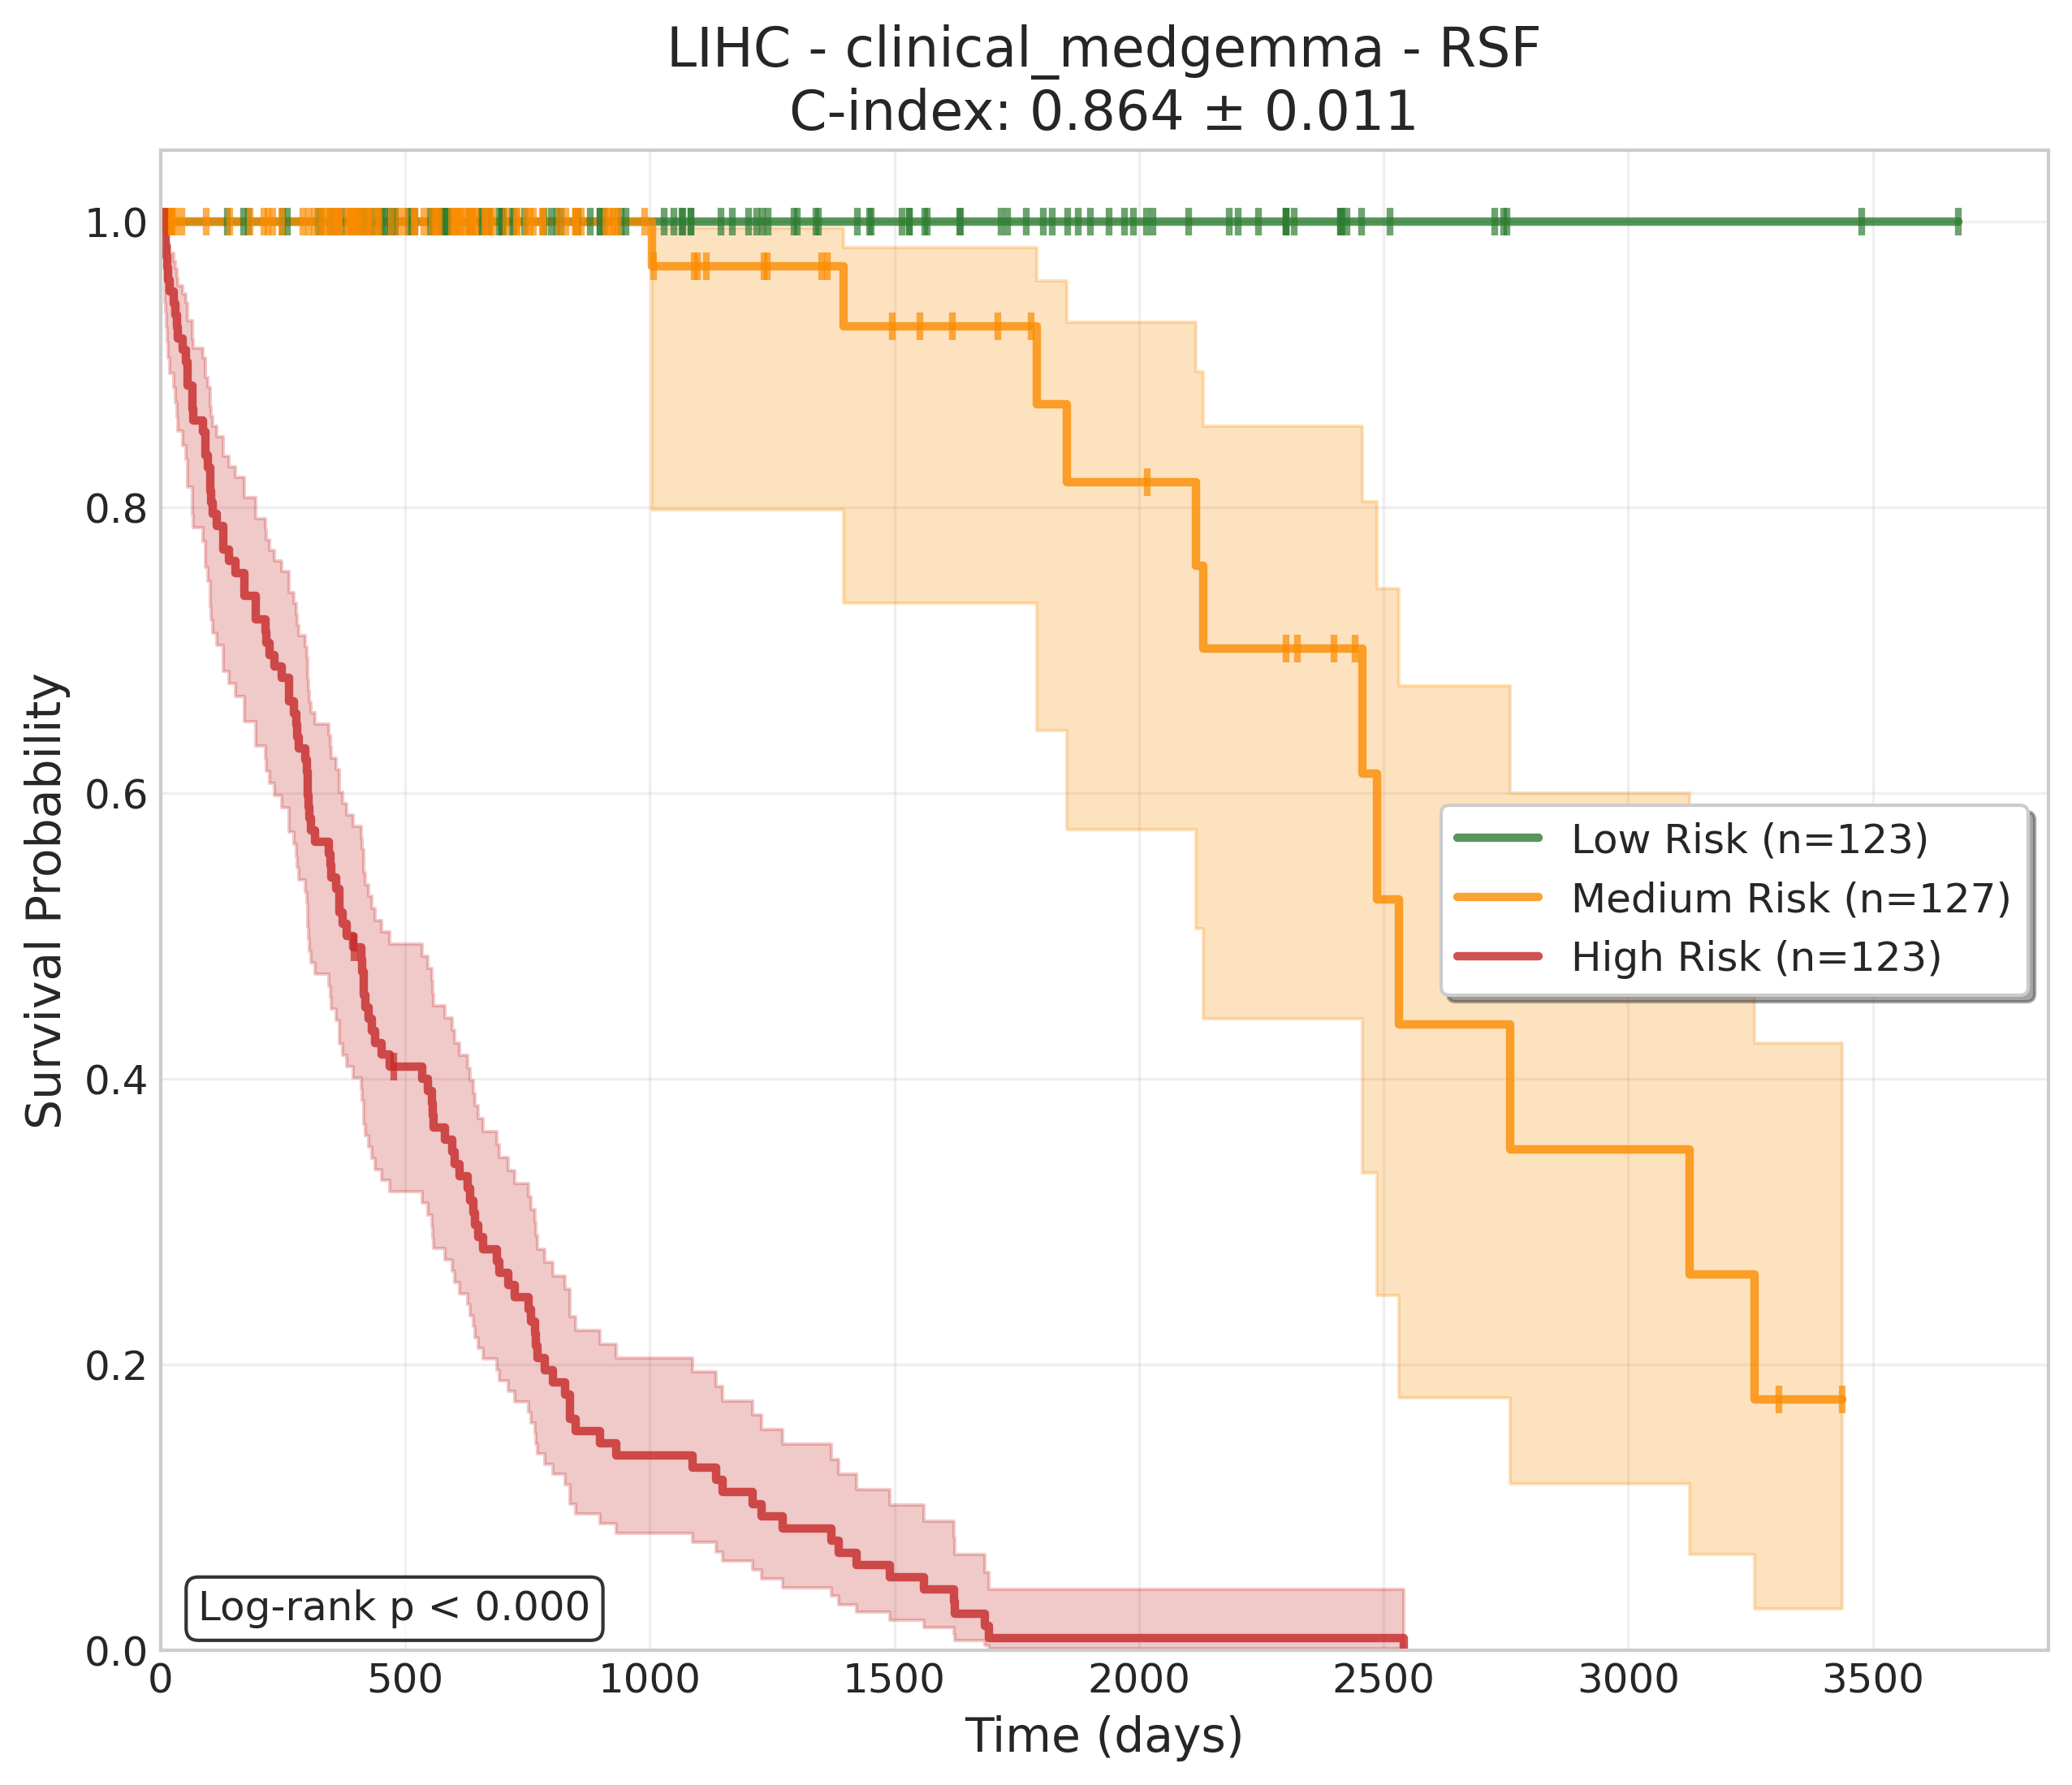 LIHC - clinical_medgemma - RSF
C-index: 0.864 ± 0.011
Survival Probability
1.0
0.8
0.6
0.4
0.2
0.0
Low Risk (n=123)
Medium Risk (n=127)
High Risk (n=123)
Log-rank p < 0.000
0 500 1000 1500 2000 2500 3000 3500
Time (days)